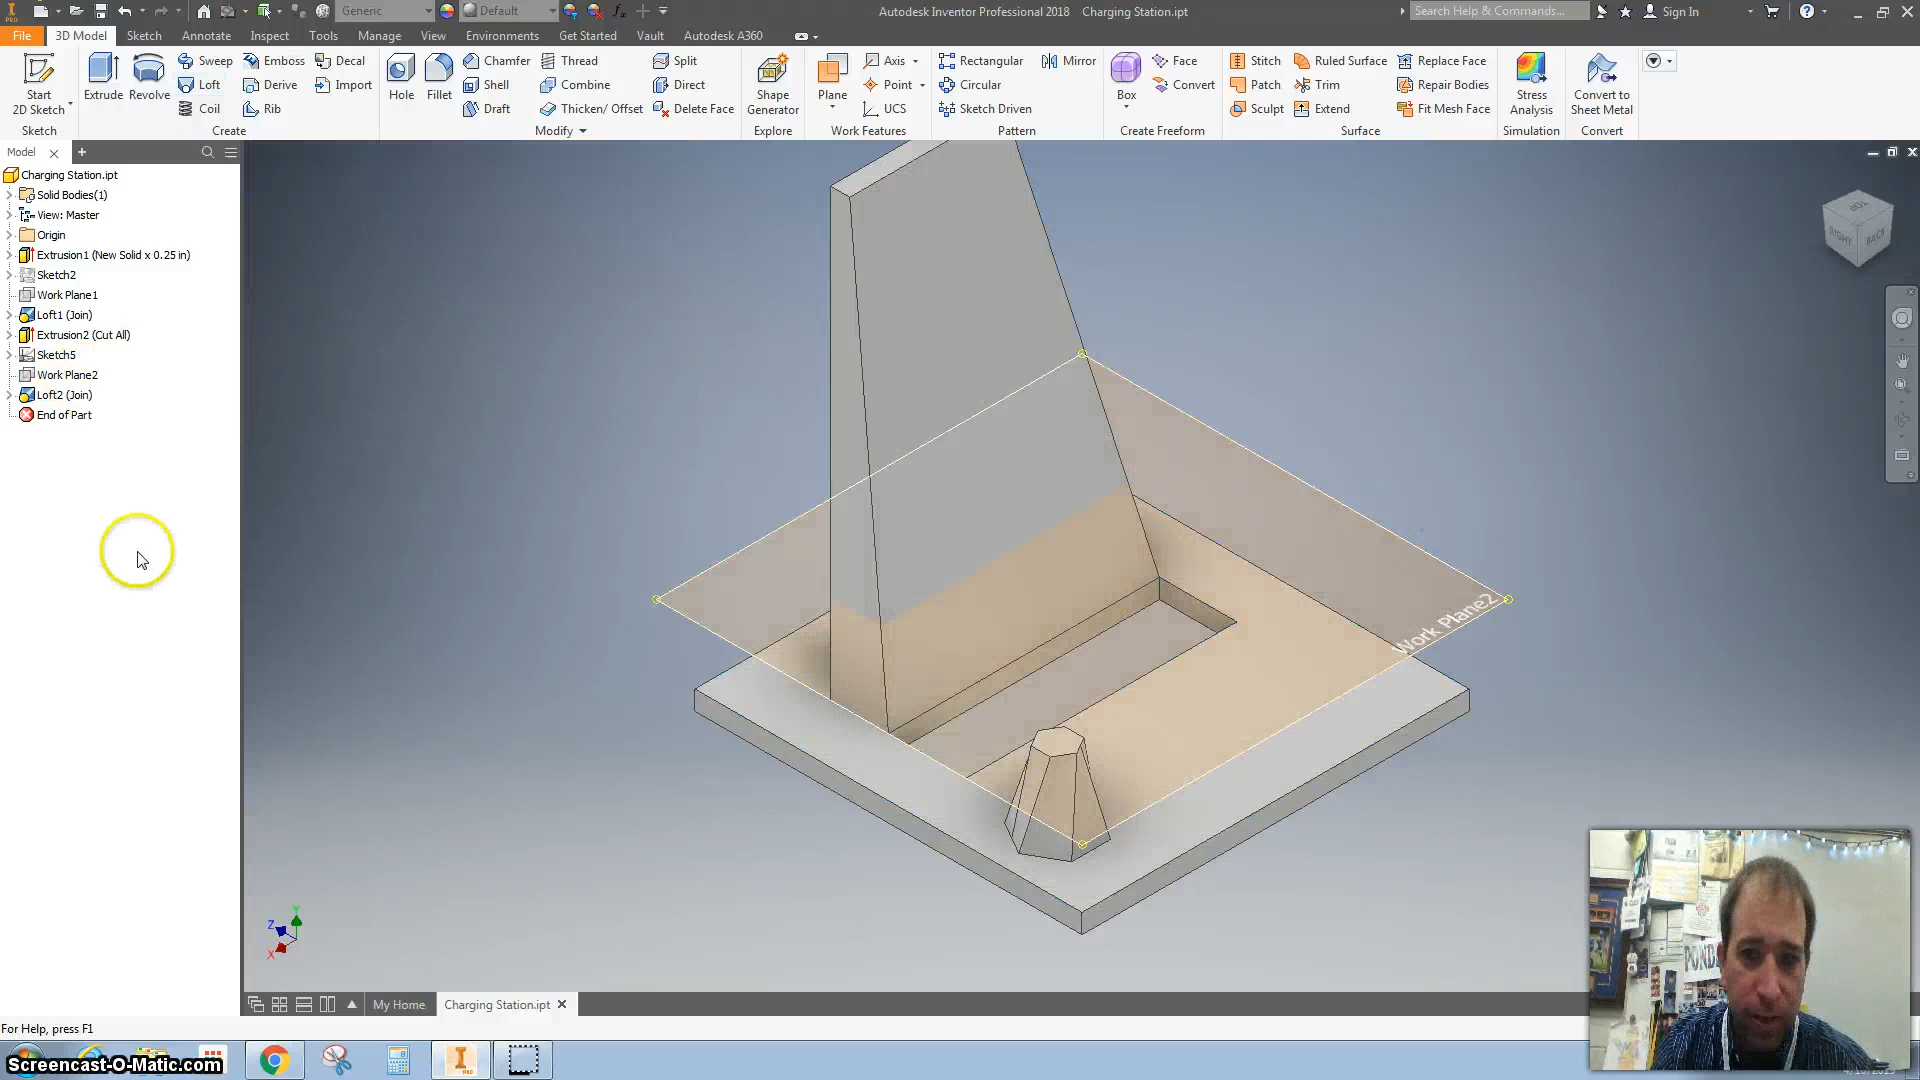 Generic
Default
Autodesk Inventor Professional 2018 Charging Station.ipt
Search Help & Commands...
Sign In
PRO
File 3D Model Sketch Annotate Inspect Tools Manage View Environments Get Started Vault Autodesk A360
Start
2D Sketch
Sketch
Extrude
Revolve
Sweep
Loft
Coil
Emboss
Derive
Rib
Decal
Import
Create
Hole
Fillet
Chamfer
Shell
Draft
Thread
Combine
Thicken/ Offset
Split
Direct
Delete Face
Modify
Shape
Generator
Explore
Plane
Axis
Point
UCS
Work Features
Rectangular
Circular
Sketch Driven
Mirror
Pattern
Box
Face
Convert
Create Freeform
Stitch
Patch
Sculpt
Ruled Surface
Trim
Extend
Replace Face
Repair Bodies
Fit Mesh Face
Surface
Stress
Analysis
Simulation
Convert to
Sheet Metal
Convert
Model
Charging Station.ipt
Solid Bodies(1)
View: Master
Origin
Extrusion1 (New Solid x 0.25 in)
Sketch2
Work Plane1
Loft1 (Join)
Extrusion2 (Cut All)
Sketch5
Work Plane2
Loft2 (Join)
End of Part
TOP
RIGHT
BACK
Work Plane2
Y
Z
X
My Home
Charging Station.ipt
For Help, press F1
Screencast-O-Matic.com
PRO